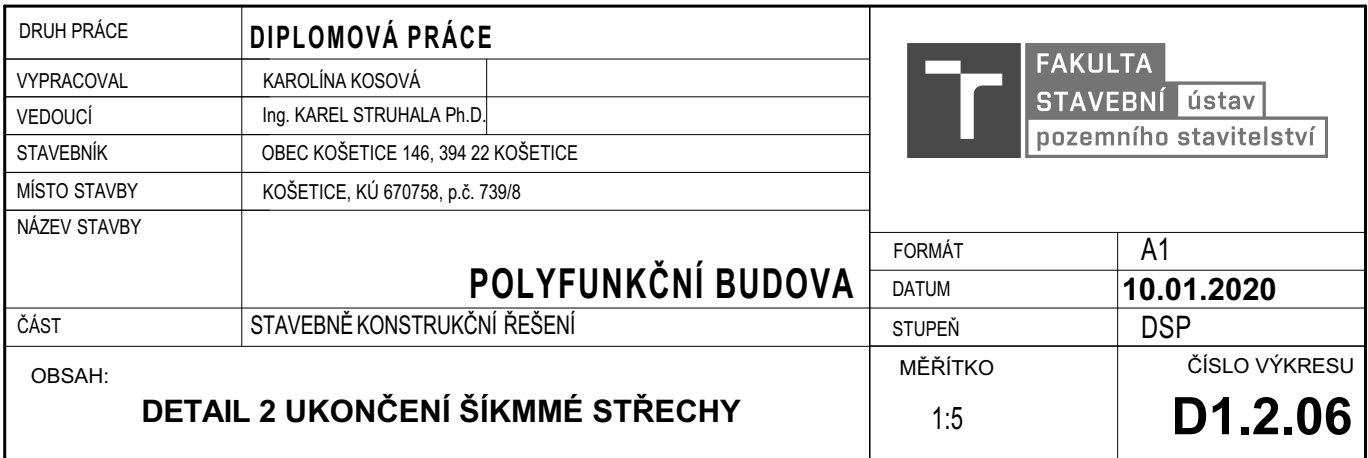 DRUH PRÁCE
DIPLOMOVÁ PRÁCE
VYPRACOVAL
KAROLÍNA KOSOVÁ
VEDOUCÍ
Ing. KAREL STRUHALA Ph.D.
STAVEBNÍK
OBEC KOŠETICE 146, 394 22 KOŠETICE
MÍSTO STAVBY
KOŠETICE, KÚ 670758, p.č. 739/8
NÁZEV STAVBY
POLYFUNKČNÍ BUDOVA
ČÁST
STAVEBNĚ KONSTRUKČNÍ ŘEŠENÍ
OBSAH:
DETAIL 2 UKONČENÍ ŠÍKMMÉ STŘECHY
FAKULTA
STAVEBNÍ ústav
pozemního stavitelství
FORMÁT
A1
DATUM
10.01.2020
STUPEŇ
DSP
MĚŘÍTKO
1:5
ČÍSLO VÝKRESU
D1.2.06